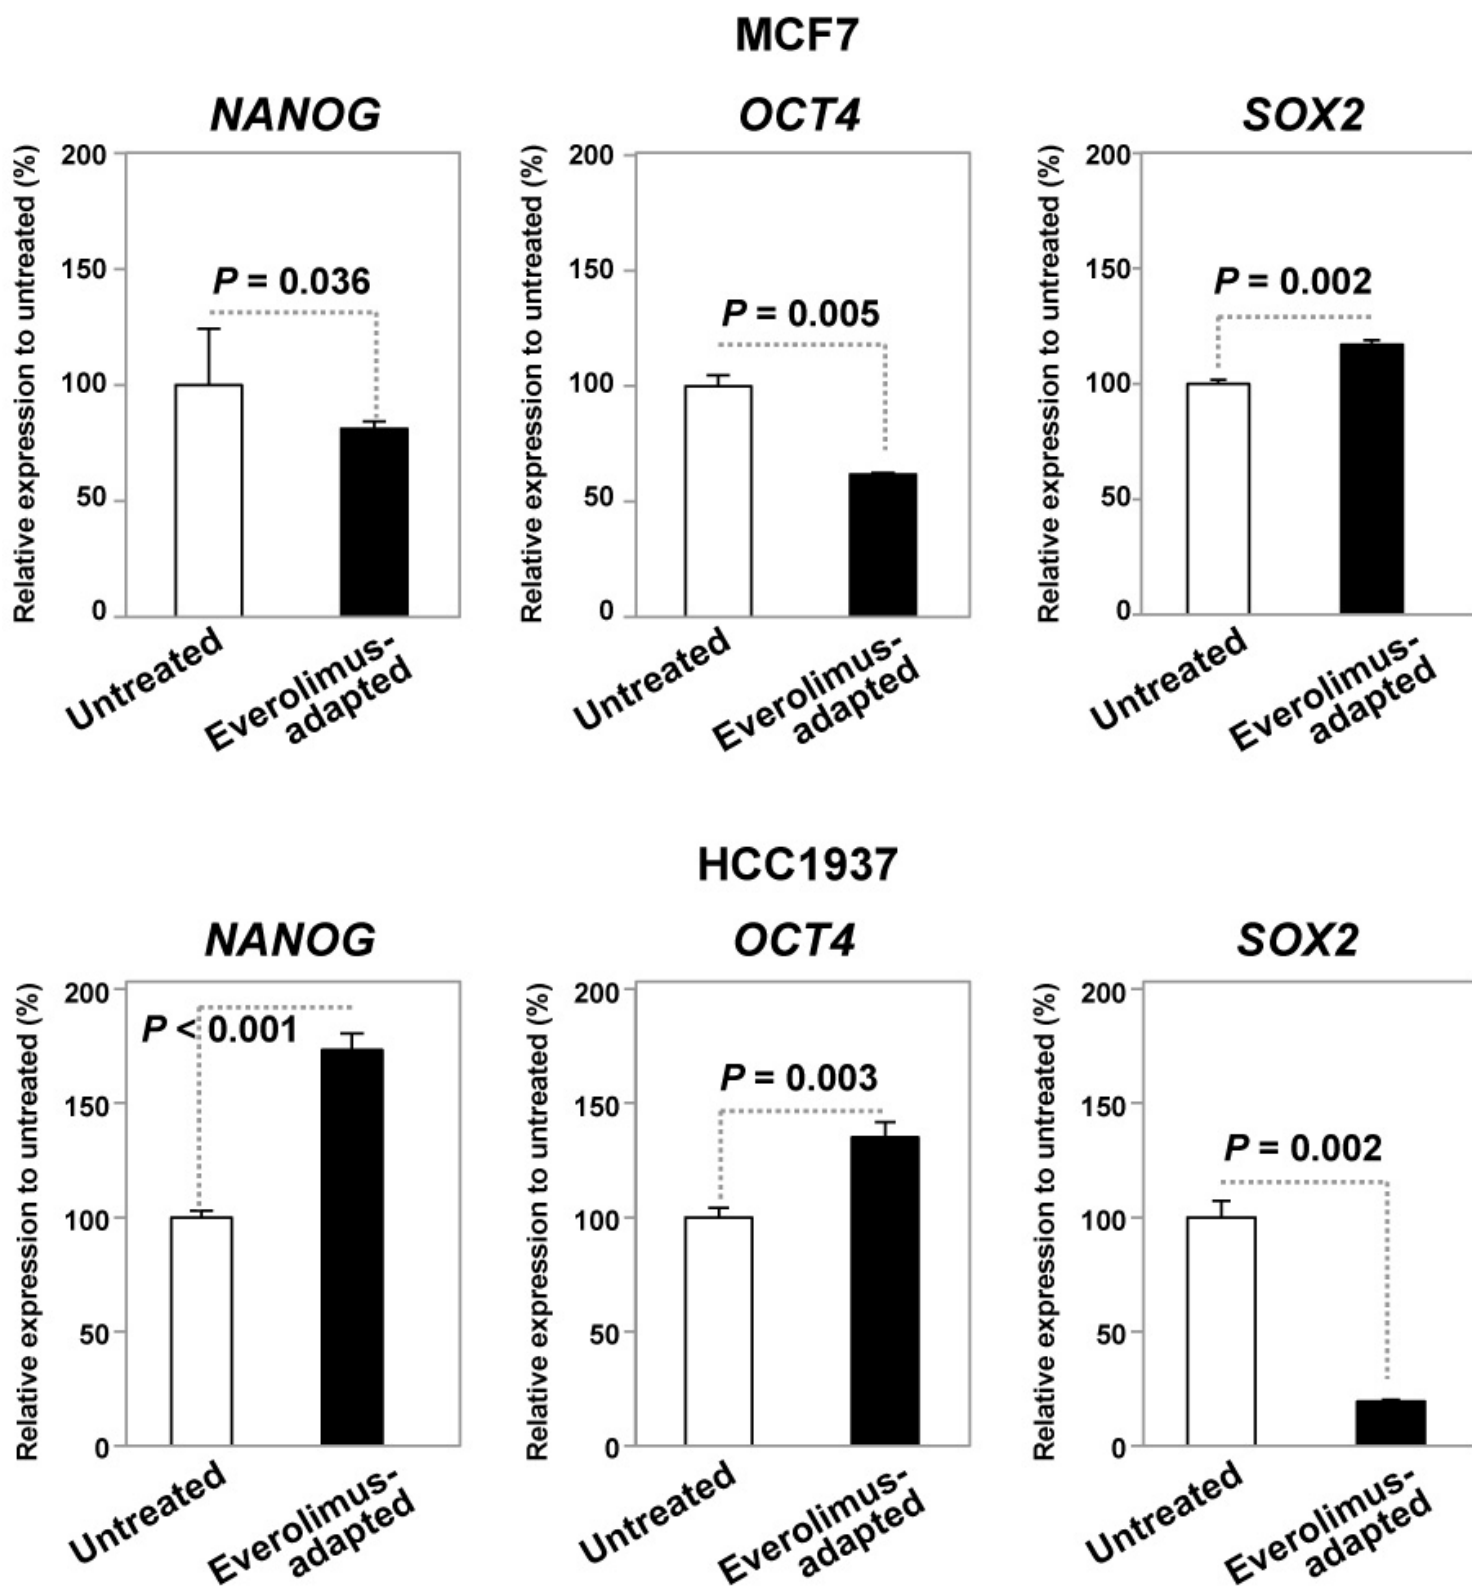 MCF7
NANOG
OCT4
SOX2
Relative expression to untreated (%)
200
150
100
50
0
P = 0.036
Untreated
Everolimus-
adapted
Relative expression to untreated (%)
200
150
100
50
0
P = 0.005
Untreated
Everolimus-
adapted
Relative expression to untreated (%)
200
150
100
50
0
P = 0.002
Untreated
Everolimus-
adapted
HCC1937
NANOG
OCT4
SOX2
Relative expression to untreated (%)
200
150
100
50
0
P < 0.001
Untreated
Everolimus-
adapted
Relative expression to untreated (%)
200
150
100
50
0
P = 0.003
Untreated
Everolimus-
adapted
Relative expression to untreated (%)
200
150
100
50
0
P = 0.002
Untreated
Everolimus-
adapted